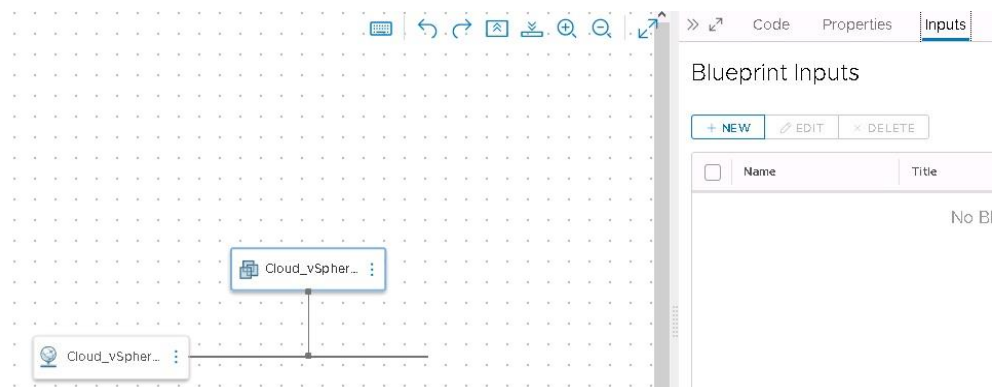 Code Properties Inputs
Blueprint Inputs
+ NEW EDIT × DELETE
Name Title
No Bl
Cloud_vSpher...
Cloud_vSpher...